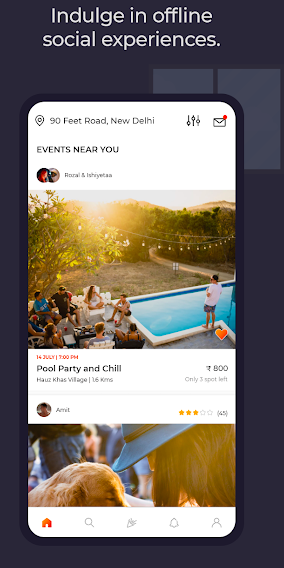 Indulge in offline
social experiences.
90 Feet Road, New Delhi
EVENTS NEAR YOU
Rozal & Ishiyetaa
14 JULY | 7:00 PM
Pool Party and Chill
₹ 800
Hauz Khas Village | 1.6 Kms
Only 3 spot left
Amit
(45)